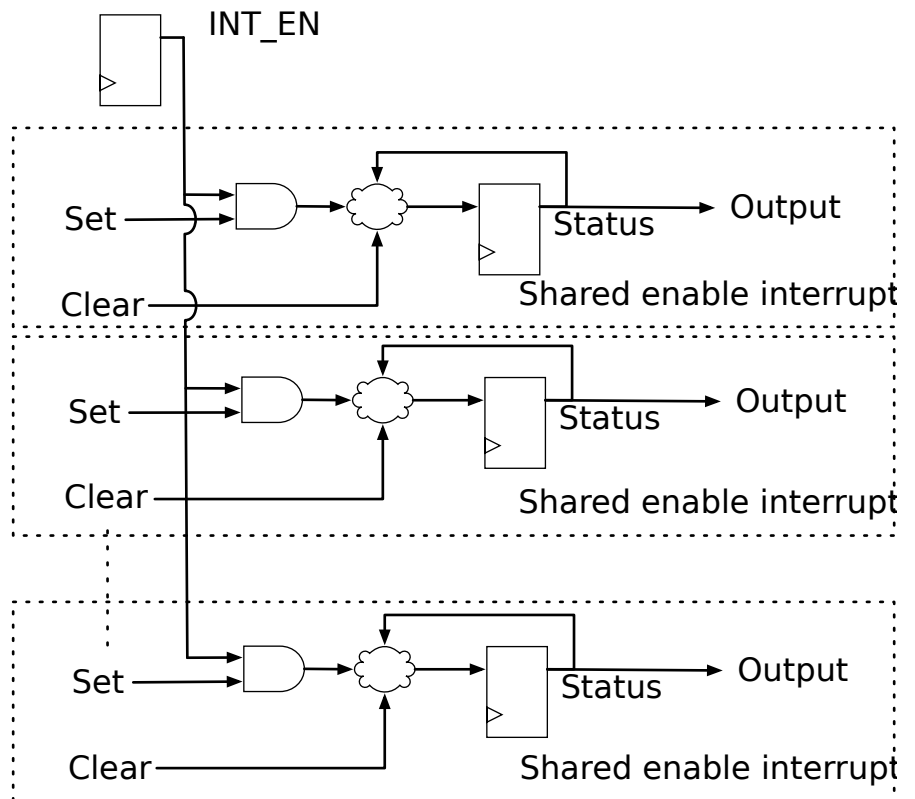 INT_EN
Set
Status
Output
Clear
Shared enable interrupt
Set
Status
Output
Clear
Shared enable interrupt
Set
Status
Output
Clear
Shared enable interrupt